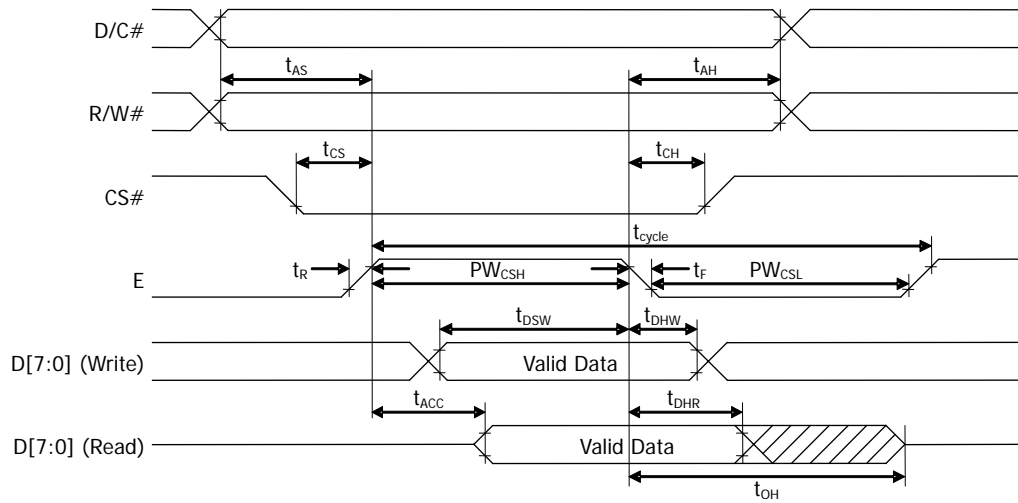 D/C#
tAS
tAH
R/W#
tCS
tCH
CS#
tcycle
tR
PWCSH
tF
PWCSL
E
tDSW
tDHW
D[7:0] (Write)
Valid Data
tACC
tDHR
D[7:0] (Read)
Valid Data
tOH